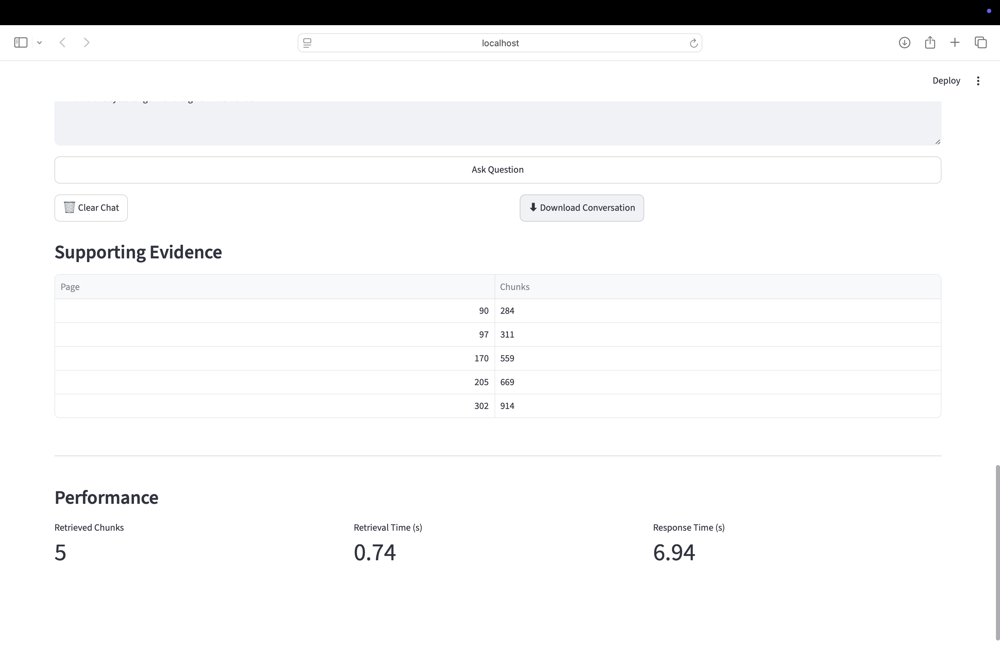 localhost
Deploy
Ask Question
🗑️ Clear Chat
⬇ Download Conversation
Supporting Evidence
Page Chunks
90 284
97 311
170 559
205 669
302 914
Performance
Retrieved Chunks Retrieval Time (s) Response Time (s)
5 0.74 6.94